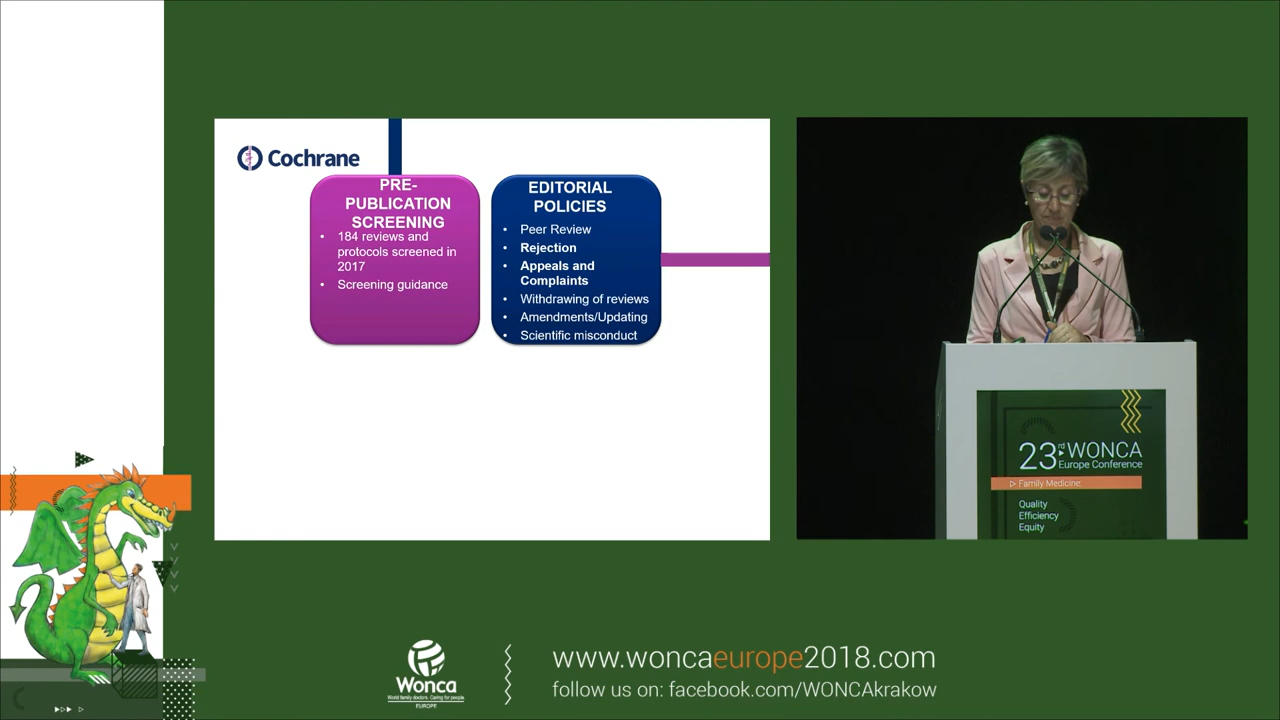 Cochrane
PRE-
PUBLICATION
SCREENING
• 184 reviews and
protocols screened in
2017
• Screening guidance
EDITORIAL
POLICIES
• Peer Review
• Rejection
• Appeals and
Complaints
• Withdrawing of reviews
• Amendments/Updating
• Scientific misconduct
23rd WONCA
Europe Conference
Family Medicine:
Quality
Efficiency
Equity
Wonca
World family doctors. Caring for people.
EUROPE
www.woncaeurope2018.com
follow us on: facebook.com/WONCAkrakow